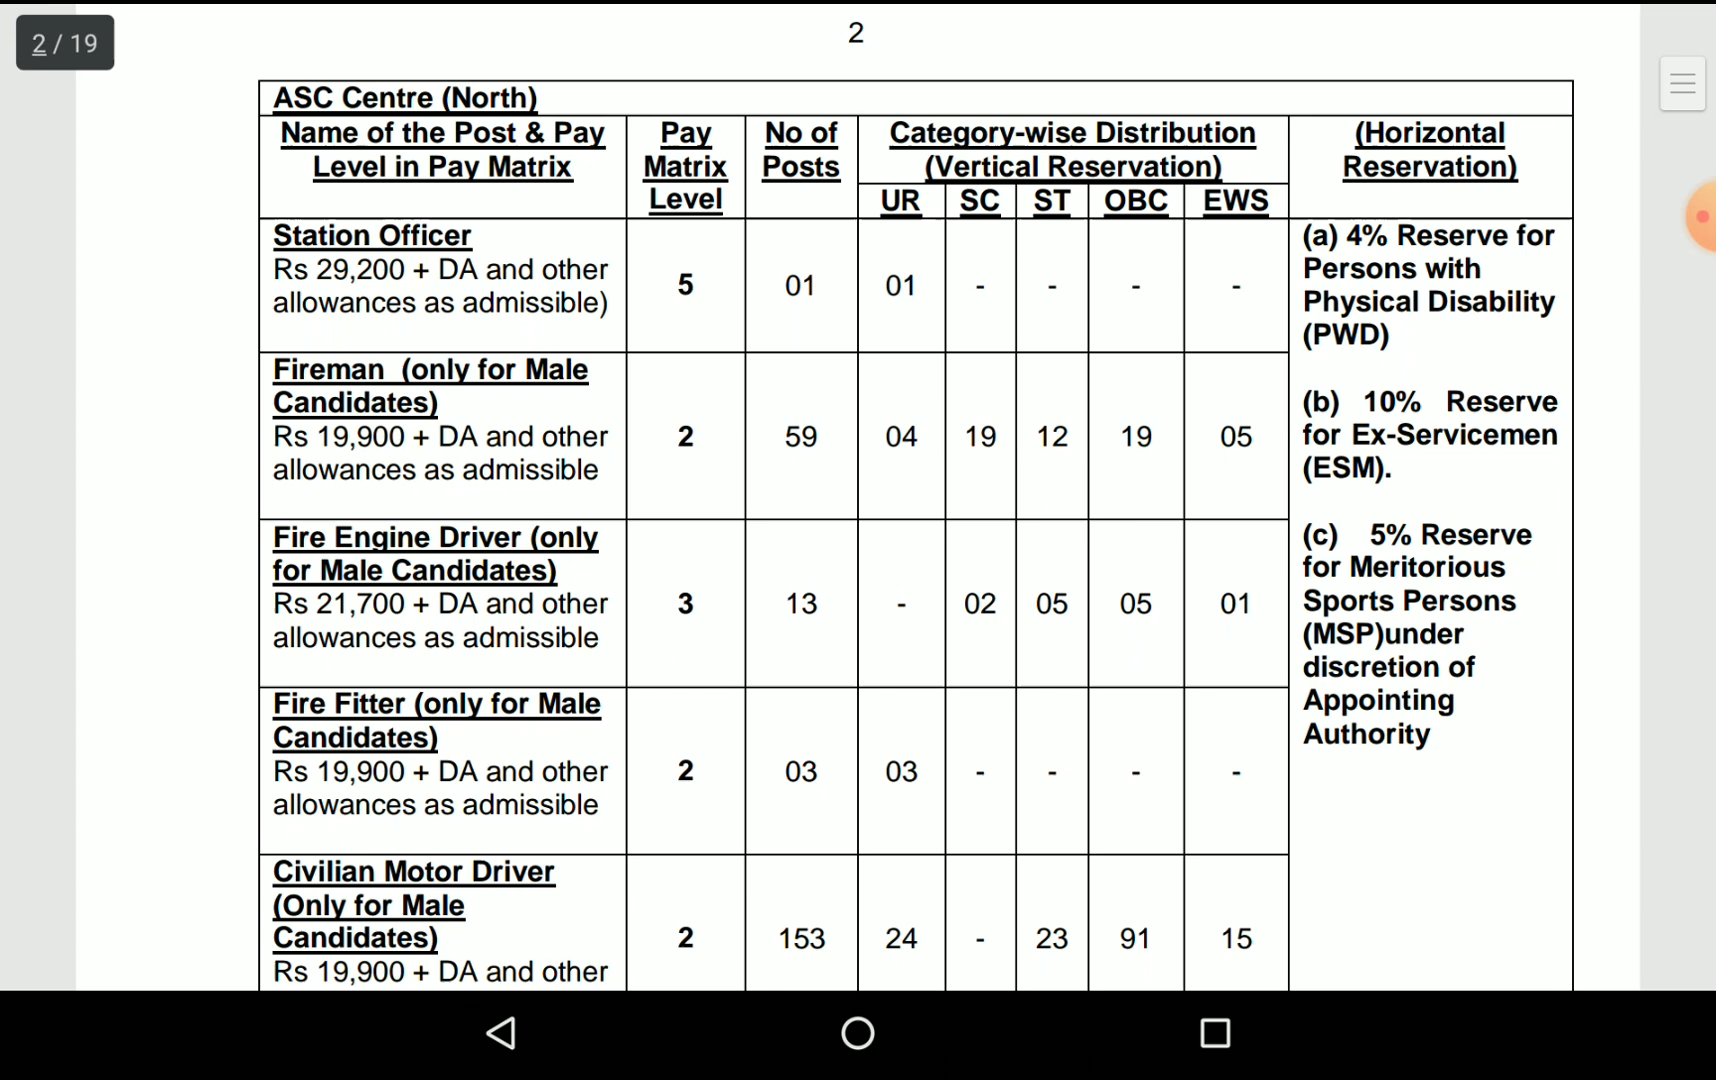 2 / 19
2
ASC Centre (North)
Name of the Post & Pay Level in Pay Matrix
Pay Matrix Level
No of Posts
Category-wise Distribution (Vertical Reservation)
(Horizontal Reservation)
UR SC ST OBC EWS
Station Officer
Rs 29,200 + DA and other
allowances as admissible)
5 01 01 - - - -
Fireman (only for Male
Candidates)
Rs 19,900 + DA and other
allowances as admissible
2 59 04 19 12 19 05
Fire Engine Driver (only
for Male Candidates)
Rs 21,700 + DA and other
allowances as admissible
3 13 - 02 05 05 01
Fire Fitter (only for Male
Candidates)
Rs 19,900 + DA and other
allowances as admissible
2 03 03 - - - -
Civilian Motor Driver
(Only for Male
Candidates)
Rs 19,900 + DA and other
2 153 24 - 23 91 15
(a) 4% Reserve for
Persons with
Physical Disability
(PWD)
(b) 10% Reserve
for Ex-Servicemen
(ESM).
(c) 5% Reserve
for Meritorious
Sports Persons
(MSP)under
discretion of
Appointing
Authority